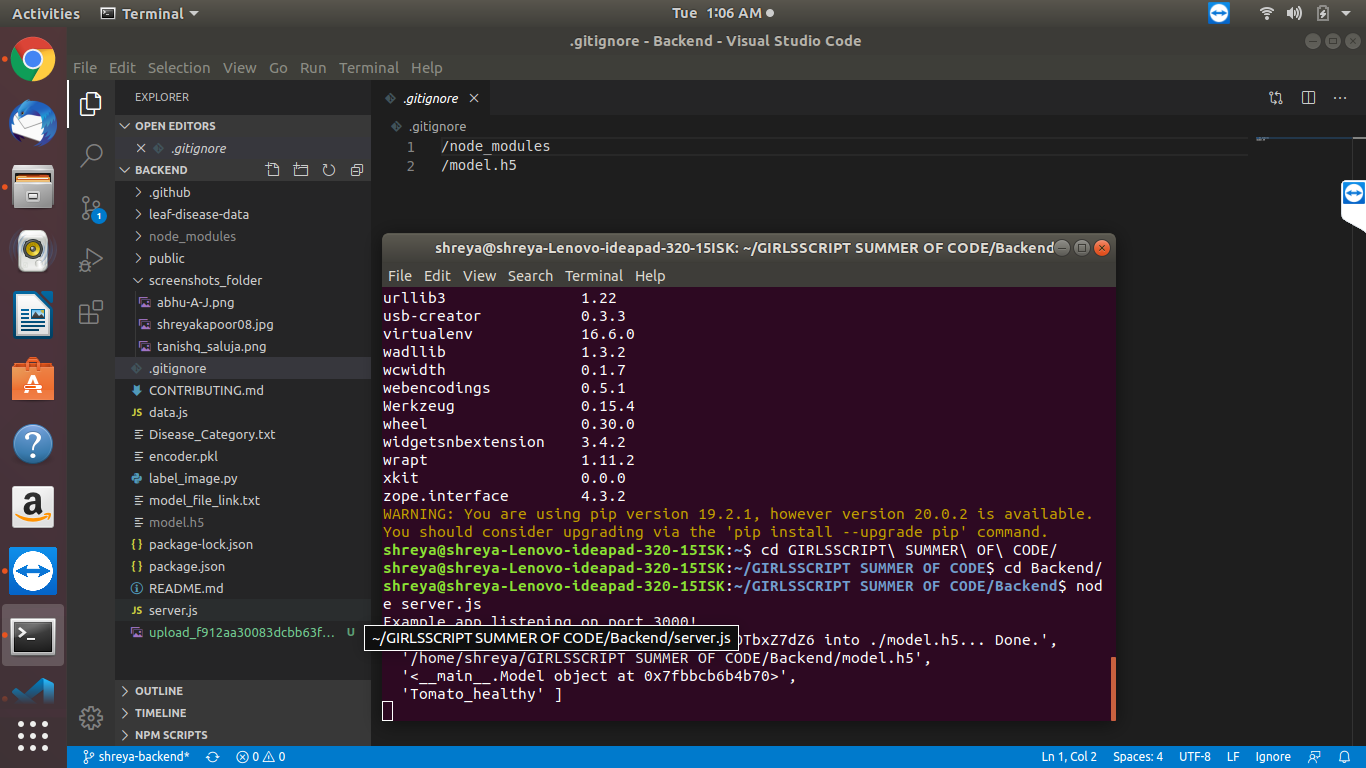 Activities Terminal Tue 1:06 AM
.gitignore - Backend - Visual Studio Code
File Edit Selection View Go Run Terminal Help
EXPLORER
OPEN EDITORS
.gitignore
BACKEND
.github
leaf-disease-data
node_modules
public
screenshots_folder
abhu-A-J.png
shreyakapoor08.jpg
tanishq_saluja.png
.gitignore
CONTRIBUTING.md
JS data.js
Disease_Category.txt
encoder.pkl
label_image.py
model_file_link.txt
model.h5
{} package-lock.json
{} package.json
README.md
JS server.js
upload_f912aa30083dcbb63f... U
OUTLINE
TIMELINE
NPM SCRIPTS
1
.gitignore
.gitignore
1 /node_modules
2 /model.h5
shreya@shreya-Lenovo-ideapad-320-15ISK: ~/GIRLSSCRIPT SUMMER OF CODE/Backend
File Edit View Search Terminal Help
urllib3 1.22
usb-creator 0.3.3
virtualenv 16.6.0
wadllib 1.3.2
wcwidth 0.1.7
webencodings 0.5.1
Werkzeug 0.15.4
wheel 0.30.0
widgetsnbextension 3.4.2
wrapt 1.11.2
xkit 0.0.0
zope.interface 4.3.2
WARNING: You are using pip version 19.2.1, however version 20.0.2 is available.
You should consider upgrading via the 'pip install --upgrade pip' command.
shreya@shreya-Lenovo-ideapad-320-15ISK:~$ cd GIRLSSCRIPT\ SUMMER\ OF\ CODE/
shreya@shreya-Lenovo-ideapad-320-15ISK:~/GIRLSSCRIPT SUMMER OF CODE$ cd Backend/
shreya@shreya-Lenovo-ideapad-320-15ISK:~/GIRLSSCRIPT SUMMER OF CODE/Backend$ nod
e server.js
Example app listening on port 3000!
~/GIRLSSCRIPT SUMMER OF CODE/Backend/server.js
TbxZ7dZ6 into ./model.h5... Done.',
'/home/shreya/GIRLSSCRIPT SUMMER OF CODE/Backend/model.h5',
'<__main__.Model object at 0x7fbbcb6b4b70>',
'Tomato_healthy' ]
shreya-backend* 0 0 Ln 1, Col 2 Spaces: 4 UTF-8 LF Ignore